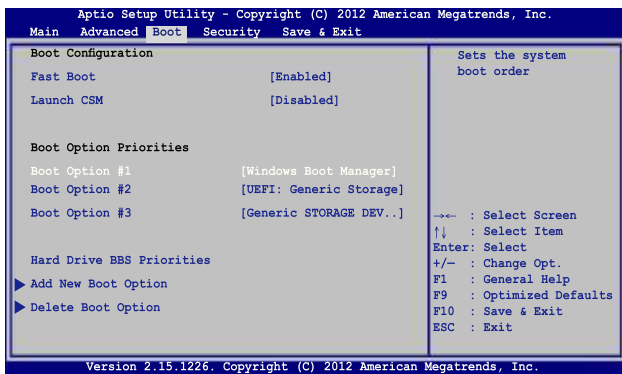 Aptio Setup Utility - Copyright (C) 2012 American Megatrends, Inc.
Main Advanced Boot Security Save & Exit
Boot Configuration
Fast Boot [Enabled]
Launch CSM [Disabled]
Boot Option Priorities
Boot Option #1 [Windows Boot Manager]
Boot Option #2 [UEFI: Generic Storage]
Boot Option #3 [Generic STORAGE DEV..]
Hard Drive BBS Priorities
Add New Boot Option
Delete Boot Option
Sets the system
boot order
→← : Select Screen
↑↓ : Select Item
Enter: Select
+/— : Change Opt.
F1 : General Help
F9 : Optimized Defaults
F10 : Save & Exit
ESC : Exit
Version 2.15.1226. Copyright (C) 2012 American Megatrends, Inc.